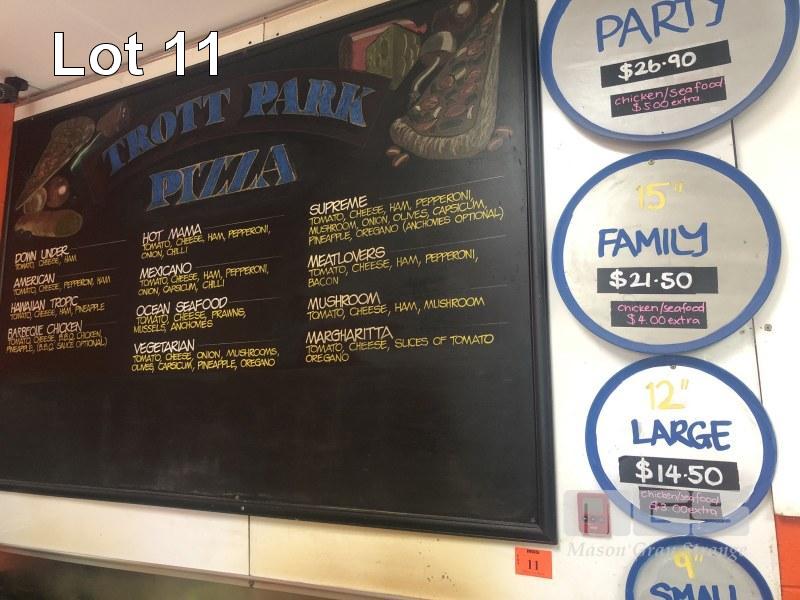 Lot 11
TROTT PARK
PIZZA
DOWN UNDER
TOMATO, CHEESE, HAM
AMERICAN
TOMATO, CHEESE, PEPPERONI, HAM
HAWAIIAN TROPIC
TOMATO, CHEESE, HAM, PINEAPPLE
BARBEQUE CHICKEN
TOMATO, CHEESE, B.B.Q. CHICKEN,
PINEAPPLE, (B.B.Q. SAUCE OPTIONAL)
HOT MAMA
TOMATO, CHEESE, HAM, PEPPERONI,
ONION, CHILLI
MEXICANO
TOMATO, CHEESE, HAM, PEPPERONI,
ONION, CAPSICUM, CHILLI
OCEAN SEAFOOD
TOMATO, CHEESE, PRAWNS,
MUSSELS, ANCHOVIES
VEGETARIAN
TOMATO, CHEESE, ONION, MUSHROOMS,
OLIVES, CAPSICUM, PINEAPPLE, OREGANO
SUPREME
TOMATO, CHEESE, HAM, PEPPERONI,
MUSHROOM, ONION, OLIVES, CAPSICUM,
PINEAPPLE, OREGANO (ANCHOVIES OPTIONAL)
MEATLOVERS
TOMATO, CHEESE, HAM, PEPPERONI,
BACON
MUSHROOM
TOMATO, CHEESE, HAM, MUSHROOM
MARGHARITTA
TOMATO, CHEESE, SLICES OF TOMATO
OREGANO
PARTY
$26.90
chicken/seafood
$5.00 extra
15"
FAMILY
$21.50
chicken/seafood
$4.00 extra
12"
LARGE
$14.50
chicken/seafood
$3.00 extra
9"
SMALL
11
Mason Gray Strange